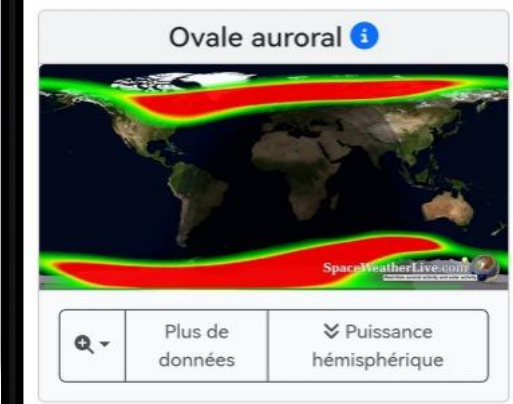 Ovale auroral
SpaceWeatherLive.com
Plus de
données
Puissance
hémisphérique